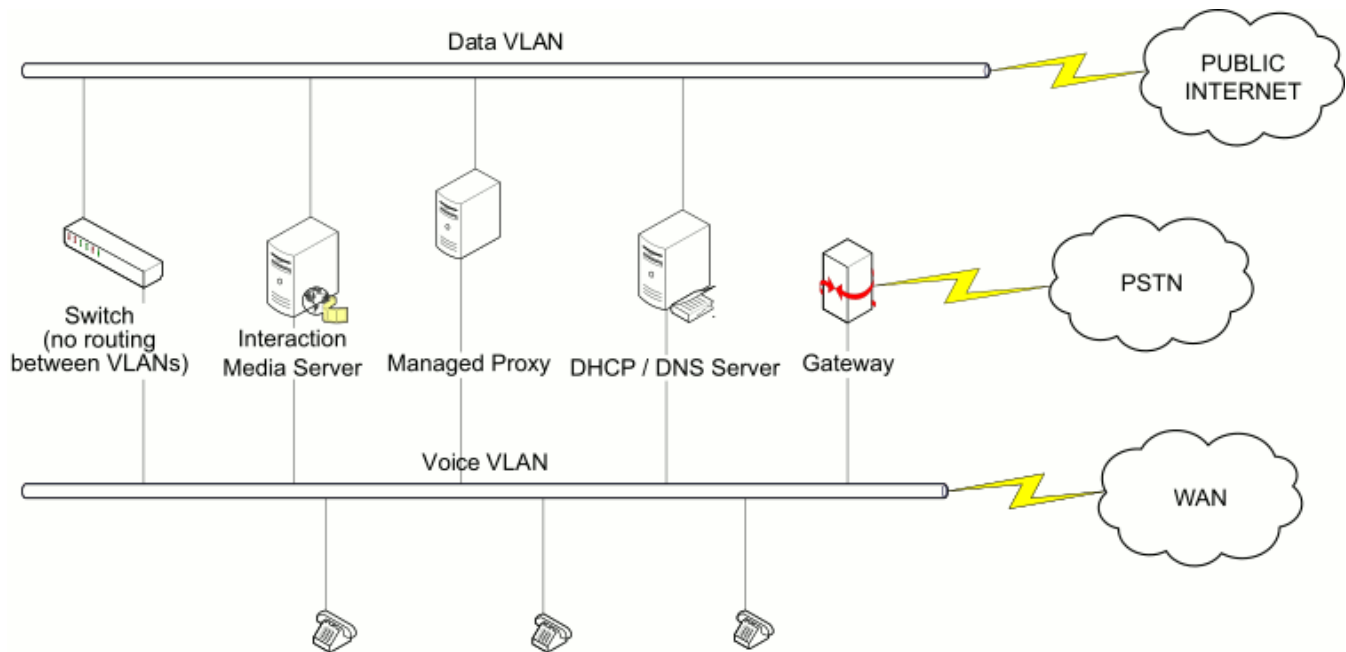 Data VLAN
PUBLIC
INTERNET
Switch
(no routing
between VLANs)
Interaction
Media Server
Managed Proxy
DHCP / DNS Server
Gateway
PSTN
Voice VLAN
WAN